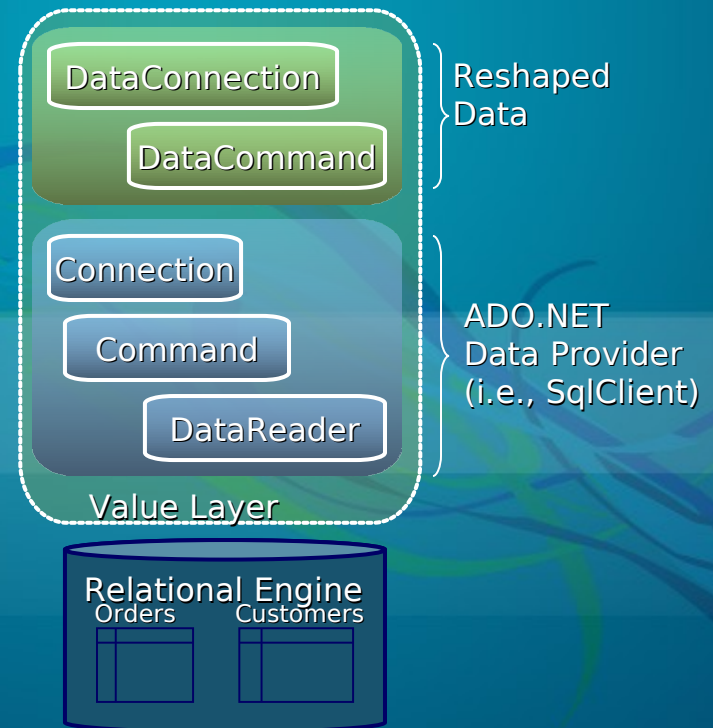 DataConnection
DataCommand
Reshaped
Data
Connection
Command
DataReader
ADO.NET
Data Provider
(i.e., SqlClient)
Value Layer
Relational Engine
Orders
Customers